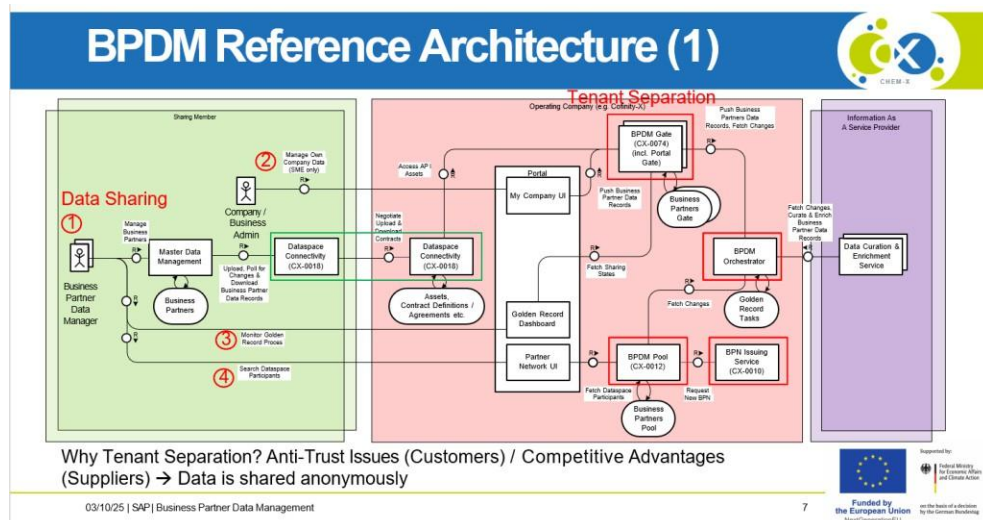 BPDM Reference Architecture (1)
CHEM-X
Sharing Member
Operating Company (e.g. Cofinity-X)
Tenant Separation
Information As
A Service Provider
Push Business
Partners Data
Records, Fetch Changes
BPDM Gate
(CX-0074)
(incl. Portal
Gate)
②
Manage Own
Company Data
(SME only)
Access API
Assets
Portal
My Company UI
Push Business
Partner Data
Records
Business
Partners
Gate
Data Sharing
①
Company /
Business
Admin
Negotiate
Upload &
Download
Contracts
Fetch Changes,
Curate & Enrich
Business
Partner Data
Records
Manage
Business
Partners
Master Data
Management
Dataspace
Connectivity
(CX-0018)
Dataspace
Connectivity
(CX-0018)
BPDM
Orchestrator
Data Curation &
Enrichment
Service
Business
Partner
Data
Manager
Upload, Poll for
Changes &
Download
Business Partner
Data Records
Fetch Sharing
States
Business
Partners
Assets,
Contract Definitions /
Agreements etc.
Golden Record
Dashboard
Fetch Changes
Golden
Record
Tasks
③
Monitor Golden
Record Process
④
Search Dataspace
Participants
Partner
Network UI
BPDM Pool
(CX-0012)
BPN Issuing
Service
(CX-0010)
Fetch Dataspace
Participants
Request
New BPN
Business
Partners
Pool
Why Tenant Separation? Anti-Trust Issues (Customers) / Competitive Advantages
(Suppliers) → Data is shared anonymously
03/10/25 | SAP| Business Partner Data Management
7
Funded by
the European Union
NextGenerationEU
Supported by:
Federal Ministry
for Economic Affairs
and Climate Action
on the basis of a decision
by the German Bundestag